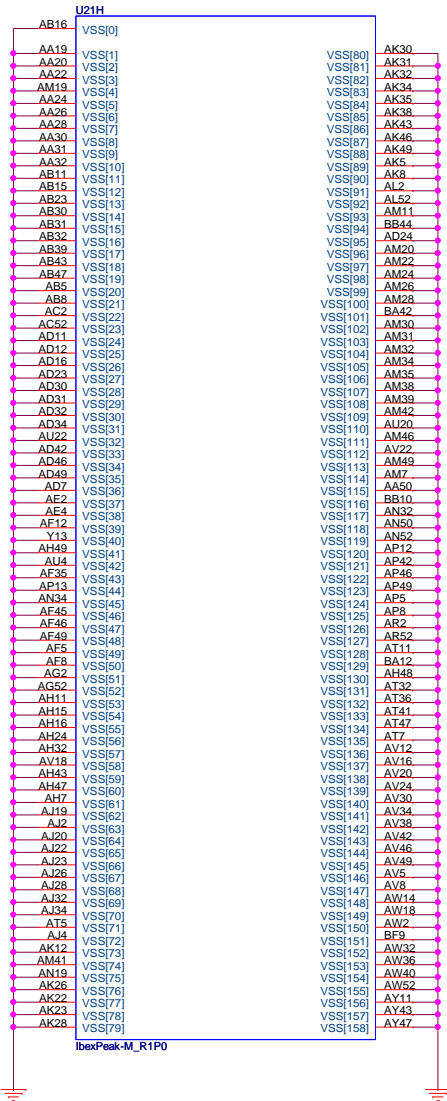 U21H
AB16 VSS[0]
AA19 VSS[1] VSS[80] AK30
AA20 VSS[2] VSS[81] AK31
AA22 VSS[3] VSS[82] AK32
AM19 VSS[4] VSS[83] AK34
AA24 VSS[5] VSS[84] AK35
AA26 VSS[6] VSS[85] AK38
AA28 VSS[7] VSS[86] AK43
AA30 VSS[8] VSS[87] AK46
AA31 VSS[9] VSS[88] AK49
AA32 VSS[10] VSS[89] AK5
AB11 VSS[11] VSS[90] AK8
AB15 VSS[12] VSS[91] AL2
AB23 VSS[13] VSS[92] AL52
AB30 VSS[14] VSS[93] AM11
AB31 VSS[15] VSS[94] BB44
AB32 VSS[16] VSS[95] AD24
AB39 VSS[17] VSS[96] AM20
AB43 VSS[18] VSS[97] AM22
AB47 VSS[19] VSS[98] AM24
AB5 VSS[20] VSS[99] AM26
AB8 VSS[21] VSS[100] AM28
AC2 VSS[22] VSS[101] BA42
AC52 VSS[23] VSS[102] AM30
AD11 VSS[24] VSS[103] AM31
AD12 VSS[25] VSS[104] AM32
AD16 VSS[26] VSS[105] AM34
AD23 VSS[27] VSS[106] AM35
AD30 VSS[28] VSS[107] AM38
AD31 VSS[29] VSS[108] AM39
AD32 VSS[30] VSS[109] AM42
AD34 VSS[31] VSS[110] AU20
AU22 VSS[32] VSS[111] AM46
AD42 VSS[33] VSS[112] AV22
AD46 VSS[34] VSS[113] AM49
AD49 VSS[35] VSS[114] AM7
AD7 VSS[36] VSS[115] AA50
AE2 VSS[37] VSS[116] BB10
AE4 VSS[38] VSS[117] AN32
AF12 VSS[39] VSS[118] AN50
Y13 VSS[40] VSS[119] AN52
AH49 VSS[41] VSS[120] AP12
AU4 VSS[42] VSS[121] AP42
AF35 VSS[43] VSS[122] AP46
AP13 VSS[44] VSS[123] AP49
AN34 VSS[45] VSS[124] AP5
AF45 VSS[46] VSS[125] AP8
AF46 VSS[47] VSS[126] AR2
AF49 VSS[48] VSS[127] AR52
AF5 VSS[49] VSS[128] AT11
AF8 VSS[50] VSS[129] BA12
AG2 VSS[51] VSS[130] AH48
AG52 VSS[52] VSS[131] AT32
AH11 VSS[53] VSS[132] AT36
AH15 VSS[54] VSS[133] AT41
AH16 VSS[55] VSS[134] AT47
AH24 VSS[56] VSS[135] AT7
AH32 VSS[57] VSS[136] AV12
AV18 VSS[58] VSS[137] AV16
AH43 VSS[59] VSS[138] AV20
AH47 VSS[60] VSS[139] AV24
AH7 VSS[61] VSS[140] AV30
AJ19 VSS[62] VSS[141] AV34
AJ2 VSS[63] VSS[142] AV38
AJ20 VSS[64] VSS[143] AV42
AJ22 VSS[65] VSS[144] AV46
AJ23 VSS[66] VSS[145] AV49
AJ26 VSS[67] VSS[146] AV5
AJ28 VSS[68] VSS[147] AV8
AJ32 VSS[69] VSS[148] AW14
AJ34 VSS[70] VSS[149] AW18
AT5 VSS[71] VSS[150] AW2
AJ4 VSS[72] VSS[151] BF9
AK12 VSS[73] VSS[152] AW32
AM41 VSS[74] VSS[153] AW36
AN19 VSS[75] VSS[154] AW40
AK26 VSS[76] VSS[155] AW52
AK22 VSS[77] VSS[156] AY11
AK23 VSS[78] VSS[157] AY43
AK28 VSS[79] VSS[158] AY47
IbexPeak-M_R1P0